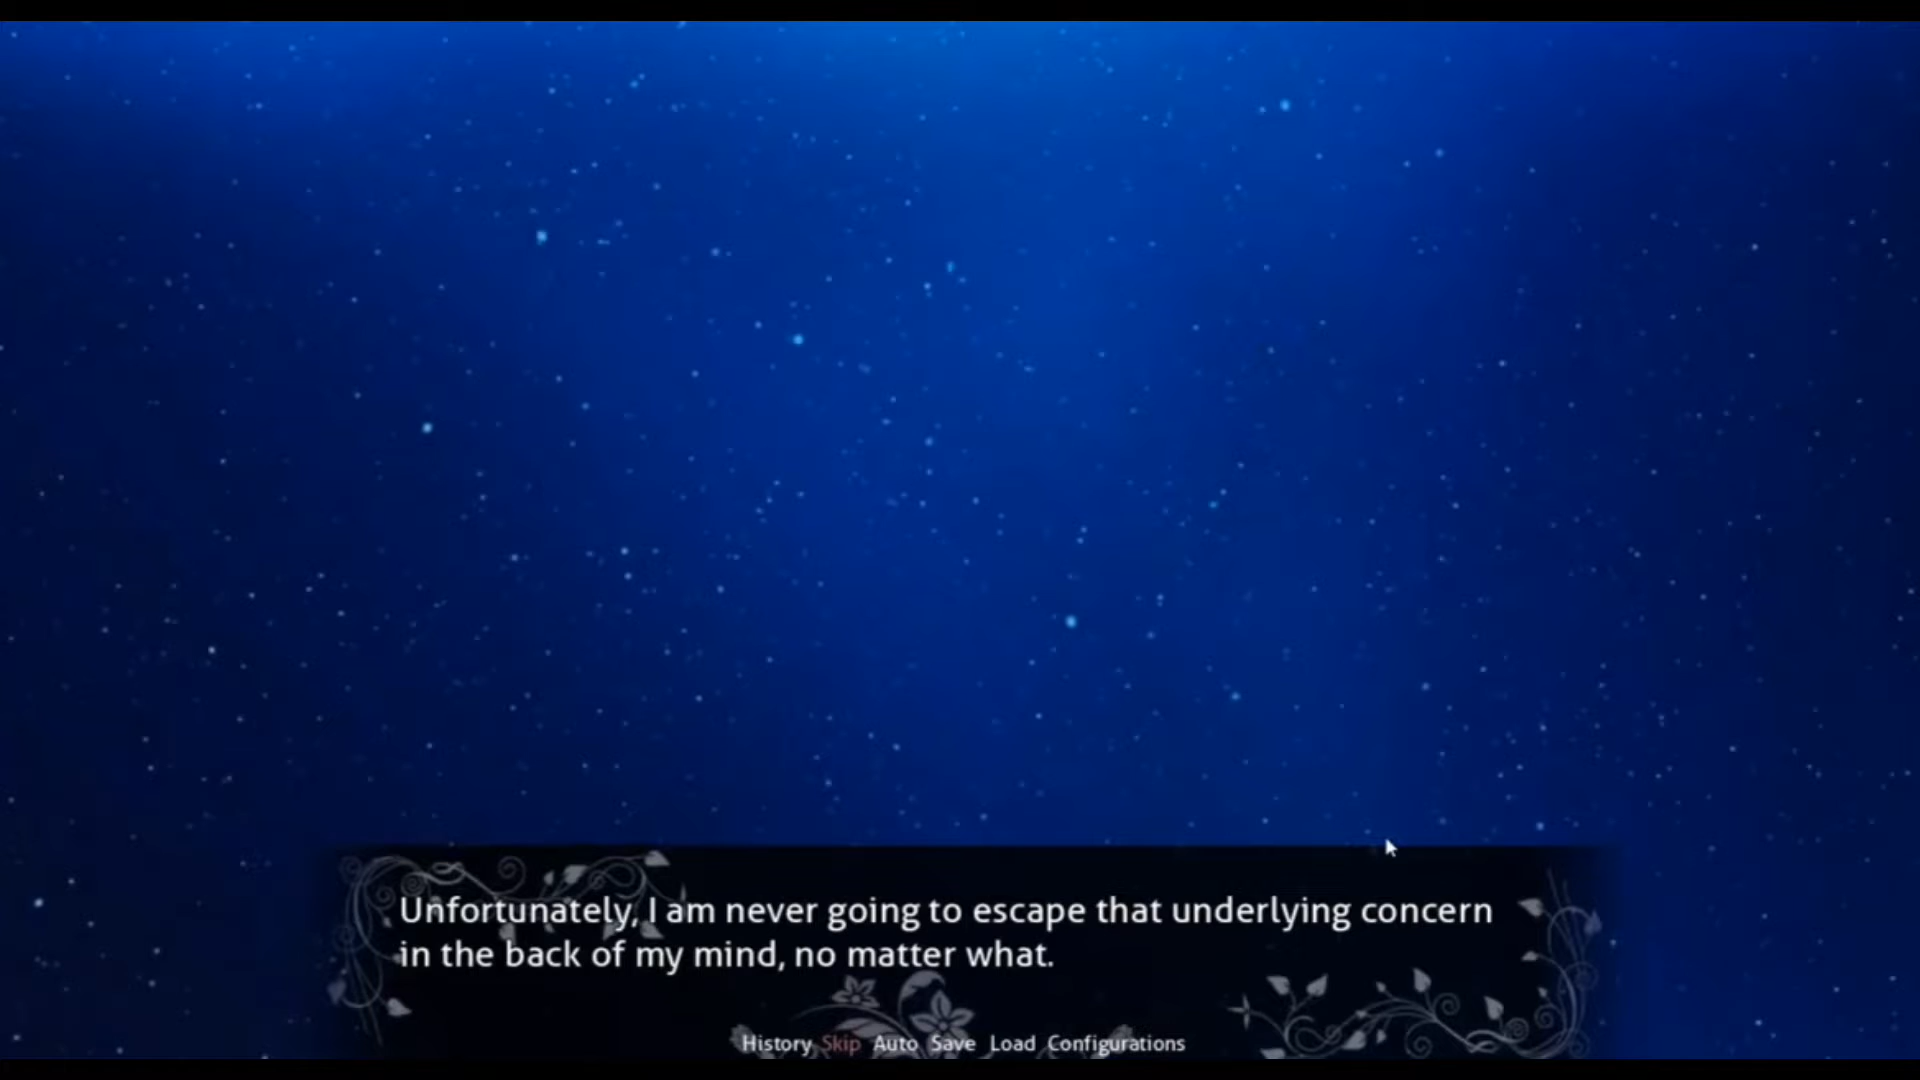 Unfortunately, I am never going to escape that underlying concern
in the back of my mind, no matter what.
History Skip Auto Save Load Configurations